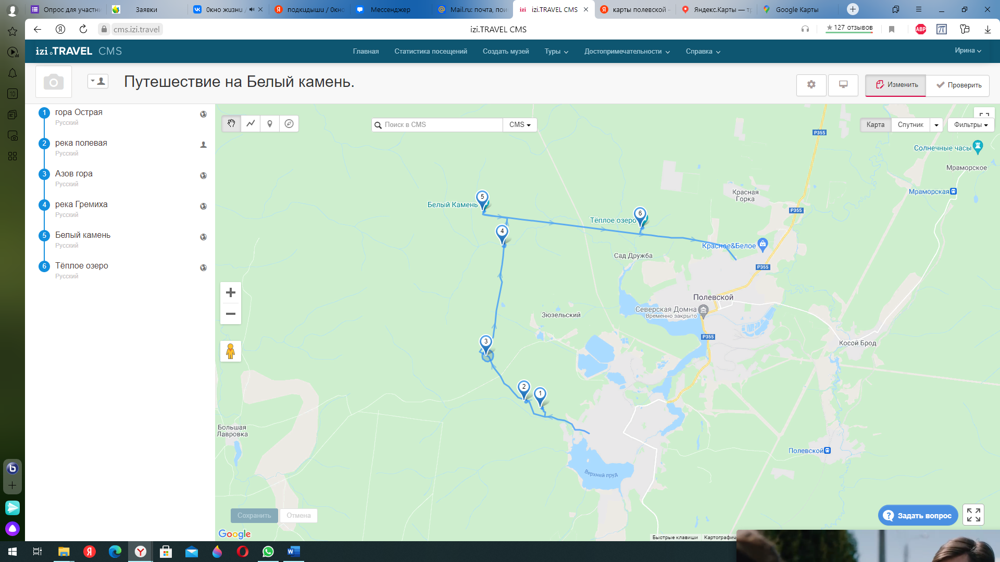 Опрос для участни
Заявки
Окно жизни /
подкидыши / Окно
Мессенджер
Mail.ru: почта, пои
izi.TRAVEL CMS
карты полевской -
Яндекс.Карты — т
Google Карты
cms.izi.travel
izi.TRAVEL CMS
127 отзывов
ABP
10
izi.TRAVEL CMS
Главная
Статистика посещений
Создать музей
Туры
Достопримечательности
Справка
Ирина
Путешествие на Белый камень.
Изменить
Проверить
1 гора Острая
Русский
2 река полевая
Русский
3 Азов гора
Русский
4 река Гремиха
Русский
5 Белый камень
Русский
6 Тёплое озеро
Русский
Поиск в CMS
CMS
Карта
Спутник
Фильтры
Р355
Солнечные часы
Мраморское
Мраморская
Красная
Горка
5
Белый Камень
Р355
6
Тёплое озеро
4
Красное&Белое
Сад Дружба
Р355
Полевской
Северская Домна
Временно закрыто
Зюзельский
Р355
3
Косой Брод
2
1
Большая
Лавровка
Полевской
Верхний пруд
Сохранить
Отмена
Задать вопрос
Google
Быстрые клавиши
Картографич